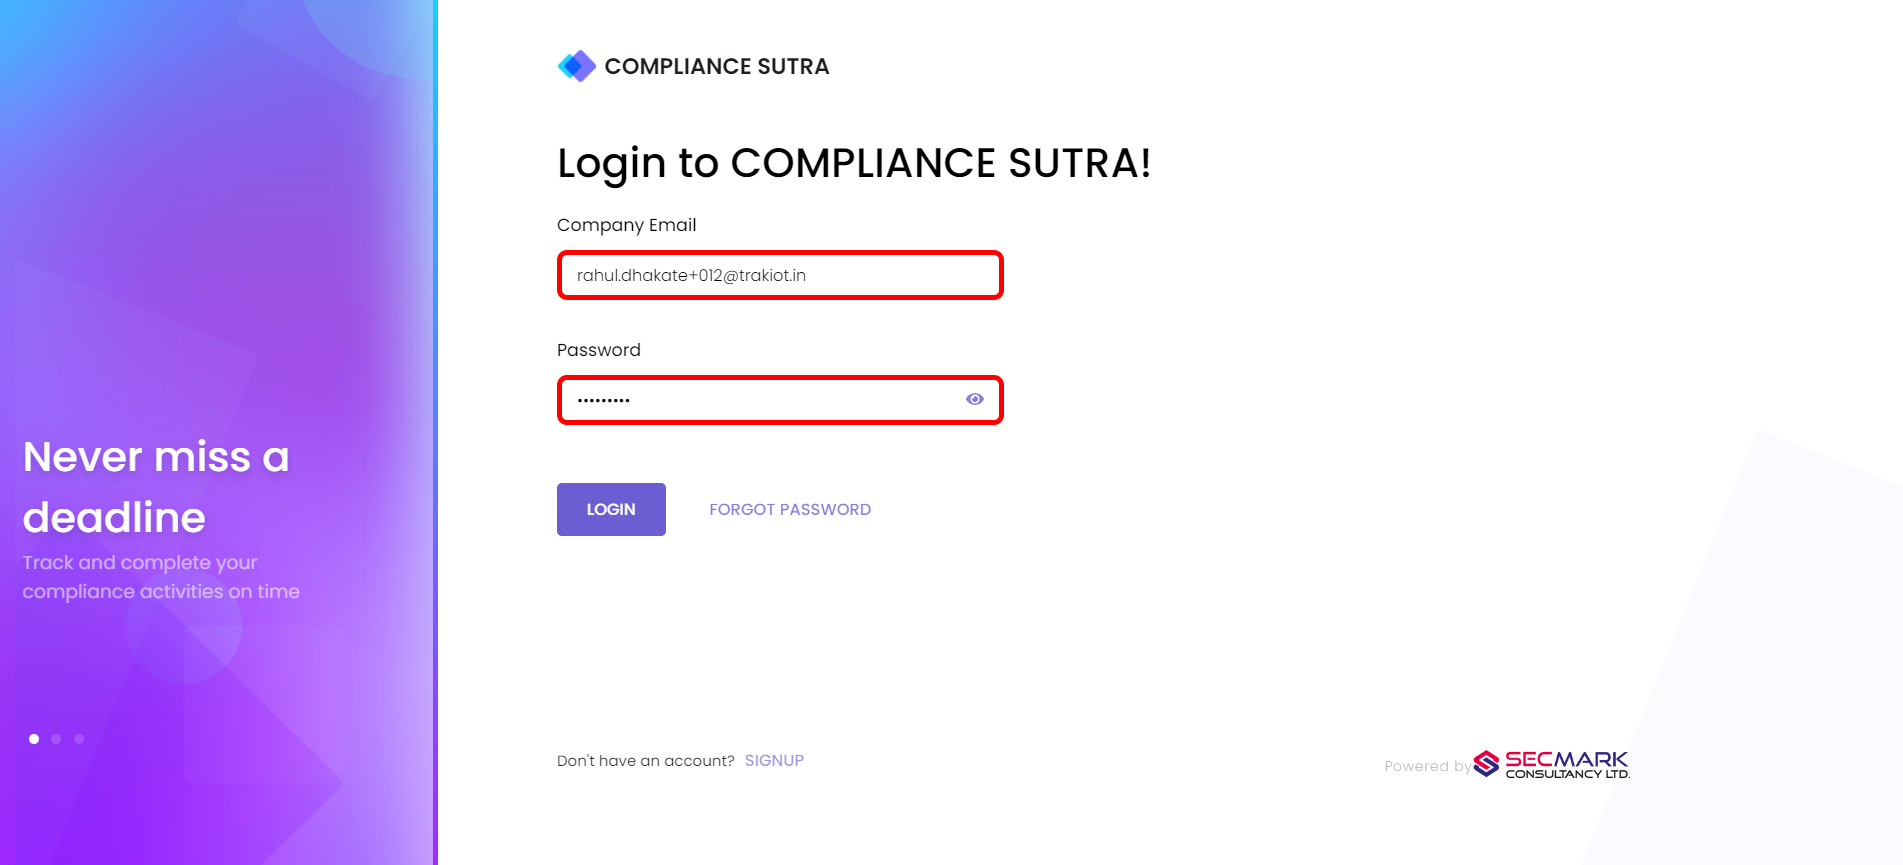 COMPLIANCE SUTRA
Login to COMPLIANCE SUTRA!
Company Email
rahul.dhakate+012@trakiot.in
Password
•••••••••
LOGIN FORGOT PASSWORD
Never miss a
deadline
Track and complete your
compliance activities on time
Don't have an account? SIGNUP
Powered by SECMARK
CONSULTANCY LTD.